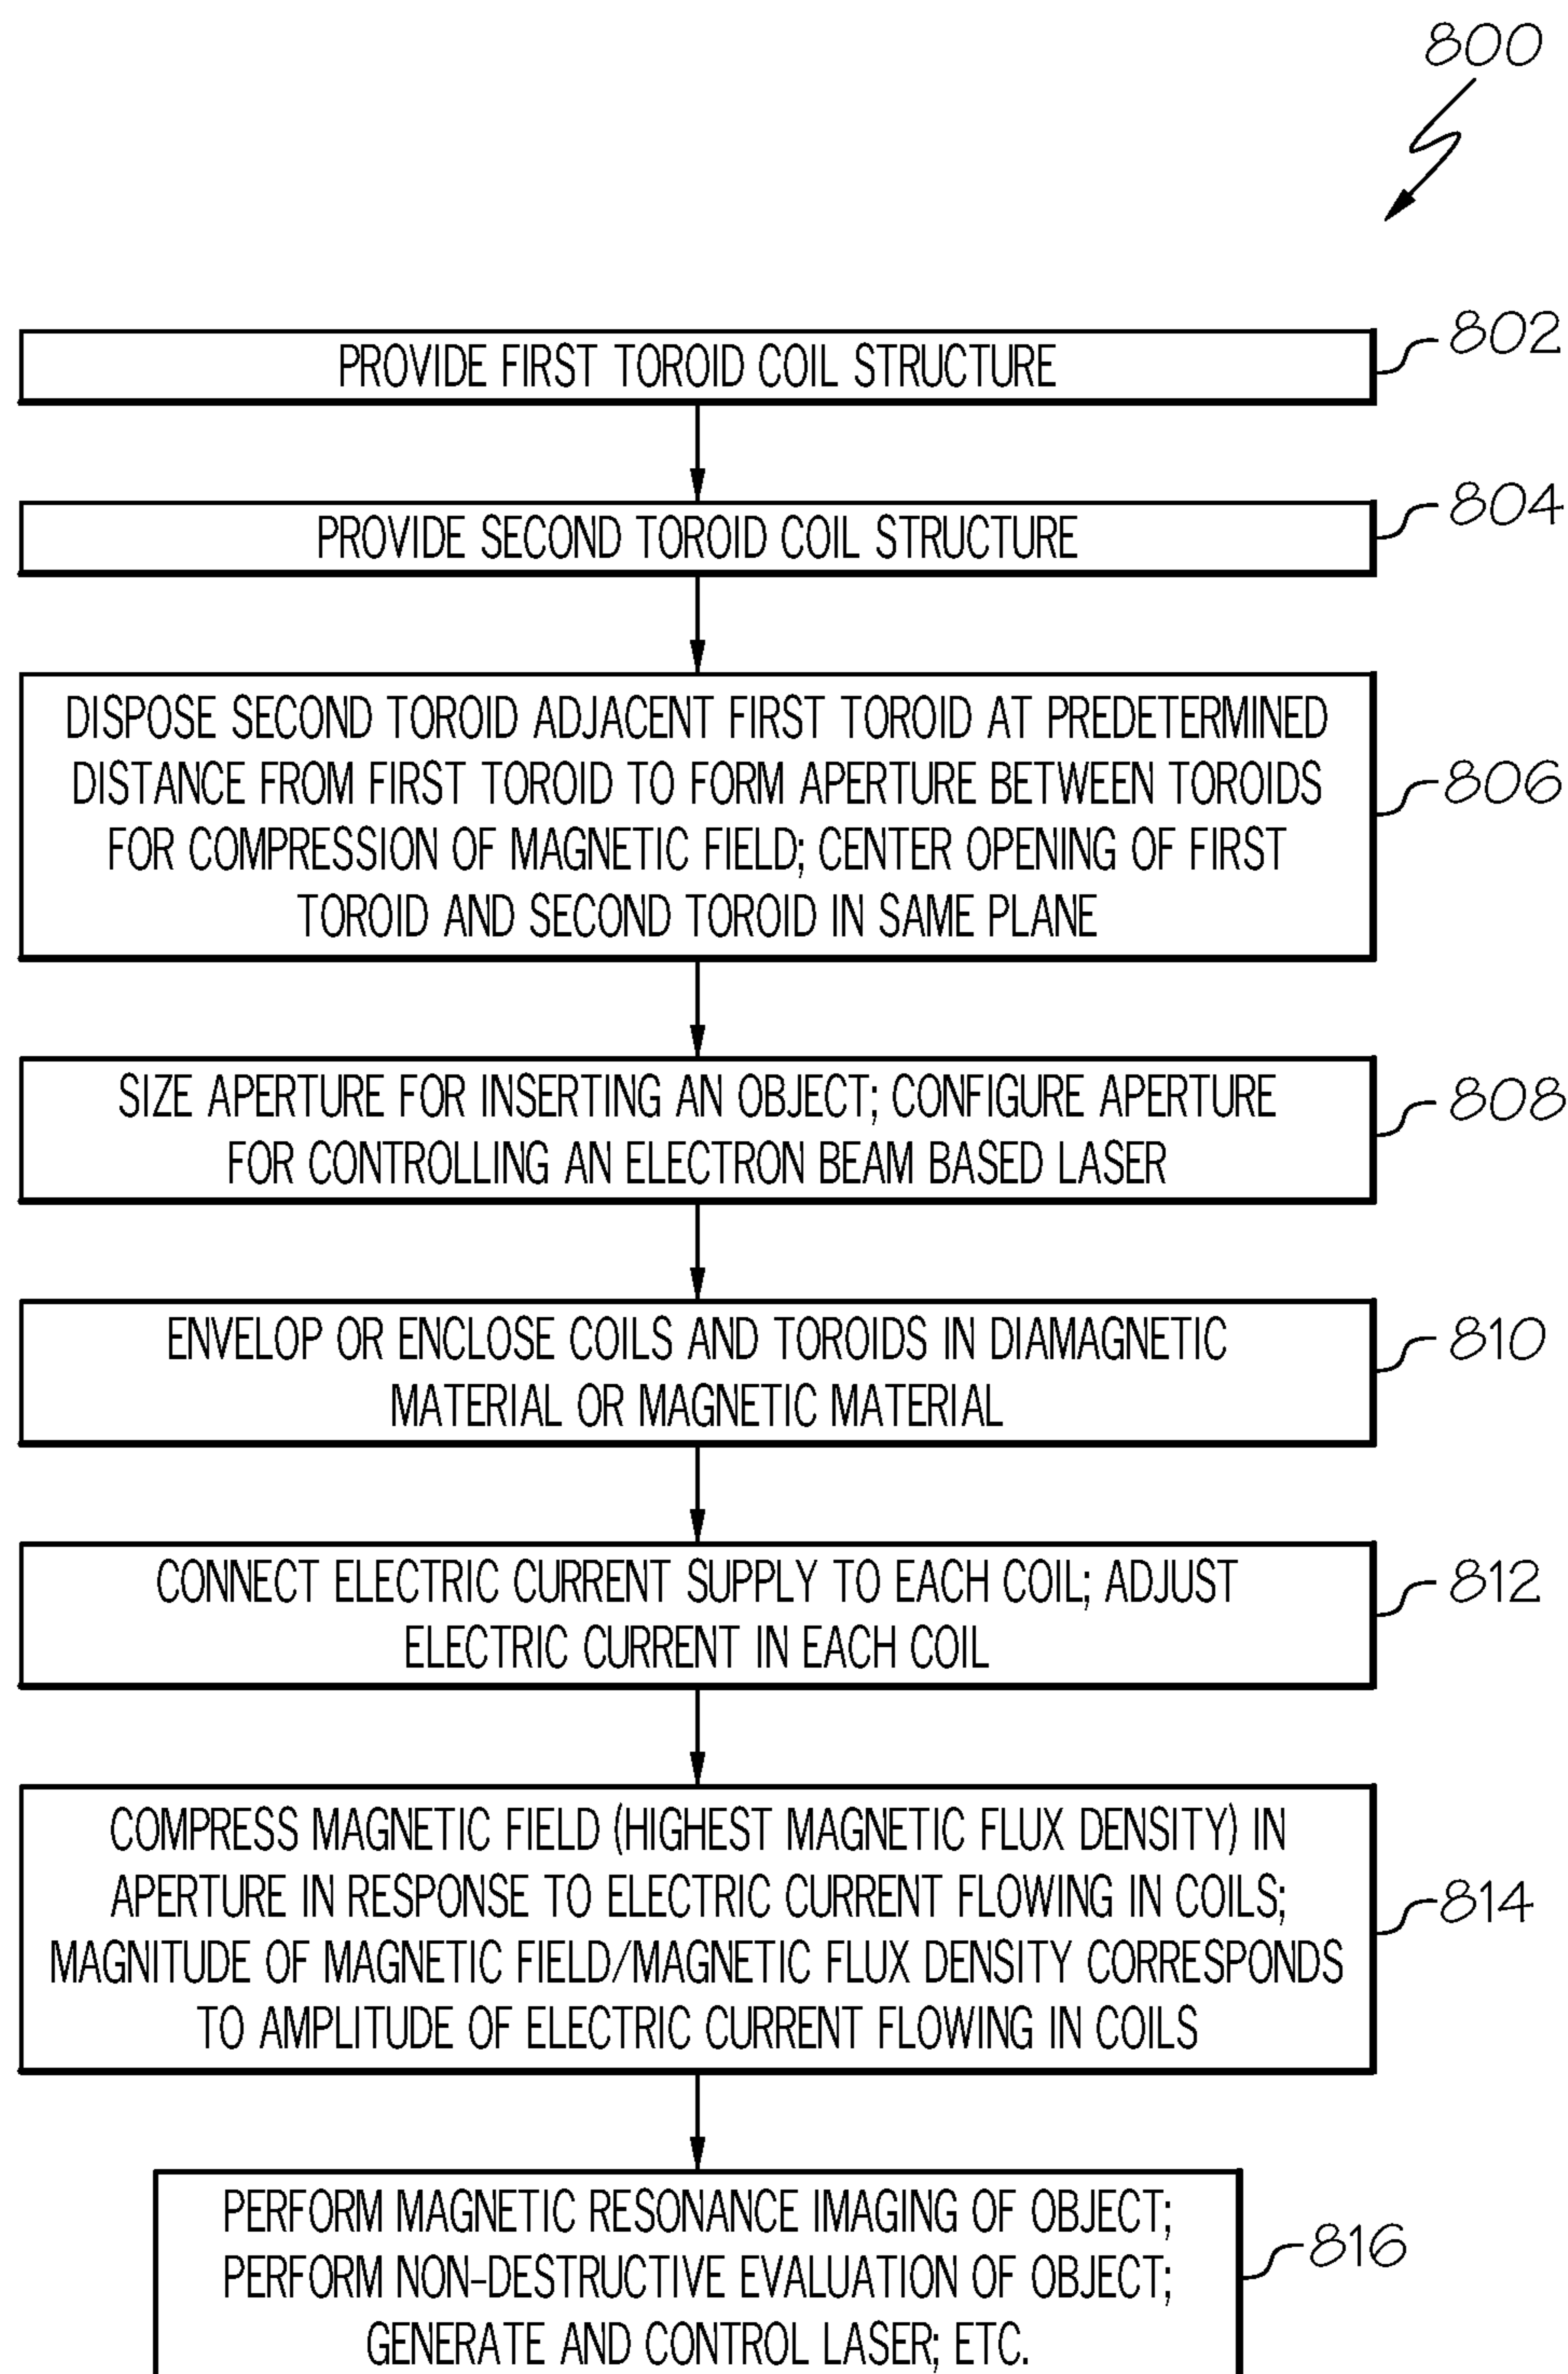 800
PROVIDE FIRST TOROID COIL STRUCTURE
802
PROVIDE SECOND TOROID COIL STRUCTURE
804
DISPOSE SECOND TOROID ADJACENT FIRST TOROID AT PREDETERMINED
DISTANCE FROM FIRST TOROID TO FORM APERTURE BETWEEN TOROIDS
FOR COMPRESSION OF MAGNETIC FIELD; CENTER OPENING OF FIRST
TOROID AND SECOND TOROID IN SAME PLANE
806
SIZE APERTURE FOR INSERTING AN OBJECT; CONFIGURE APERTURE
FOR CONTROLLING AN ELECTRON BEAM BASED LASER
808
ENVELOP OR ENCLOSE COILS AND TOROIDS IN DIAMAGNETIC
MATERIAL OR MAGNETIC MATERIAL
810
CONNECT ELECTRIC CURRENT SUPPLY TO EACH COIL; ADJUST
ELECTRIC CURRENT IN EACH COIL
812
COMPRESS MAGNETIC FIELD (HIGHEST MAGNETIC FLUX DENSITY) IN
APERTURE IN RESPONSE TO ELECTRIC CURRENT FLOWING IN COILS;
MAGNITUDE OF MAGNETIC FIELD/MAGNETIC FLUX DENSITY CORRESPONDS
TO AMPLITUDE OF ELECTRIC CURRENT FLOWING IN COILS
814
PERFORM MAGNETIC RESONANCE IMAGING OF OBJECT;
PERFORM NON-DESTRUCTIVE EVALUATION OF OBJECT;
GENERATE AND CONTROL LASER; ETC.
816